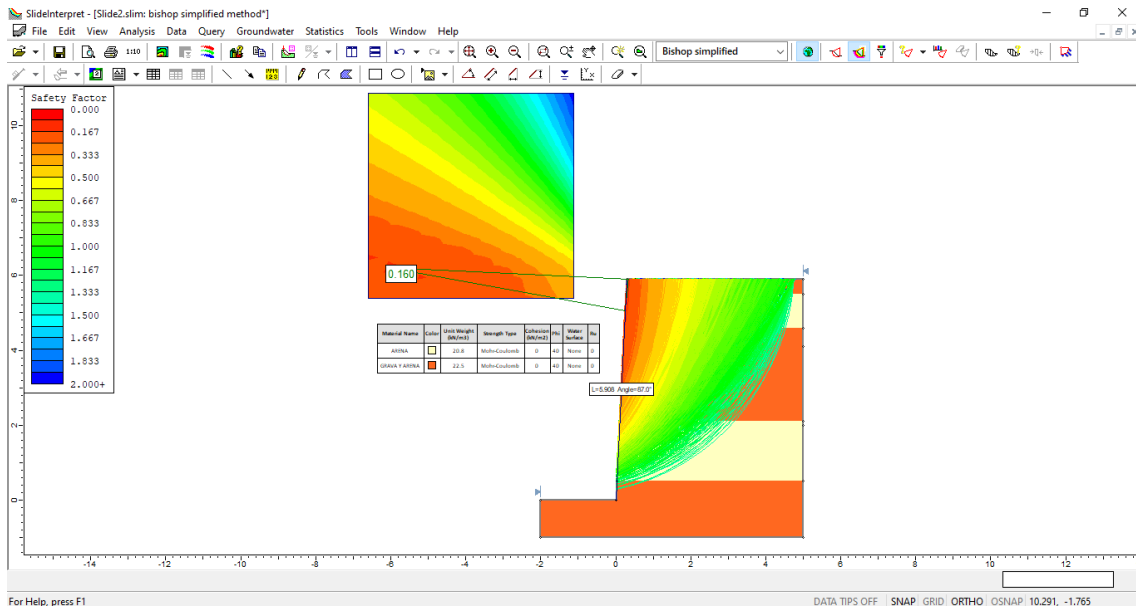 SlideInterpret - [Slide2.slim: bishop simplified method*]
File Edit View Analysis Data Query Groundwater Statistics Tools Window Help
1:10 Bishop simplified
Safety Factor
0.000
0.167
0.333
0.500
0.667
0.833
1.000
1.167
1.333
1.500
1.667
1.833
2.000+
0.160
Material Name Color Unit Weight (kN/m3) Strength Type Cohesion (kN/m2) Phi Water Surface Ru
ARENA 20.8 Mohr-Coulomb 0 40 None 0
GRAVA Y ARENA 22.5 Mohr-Coulomb 0 40 None 0
L=5.908 Angle=87.0°
10
8
6
4
2
0
-14 -12 -10 -8 -6 -4 -2 0 2 4 6 8 10 12
For Help, press F1 DATA TIPS OFF SNAP GRID ORTHO OSNAP 10.291, -1.765